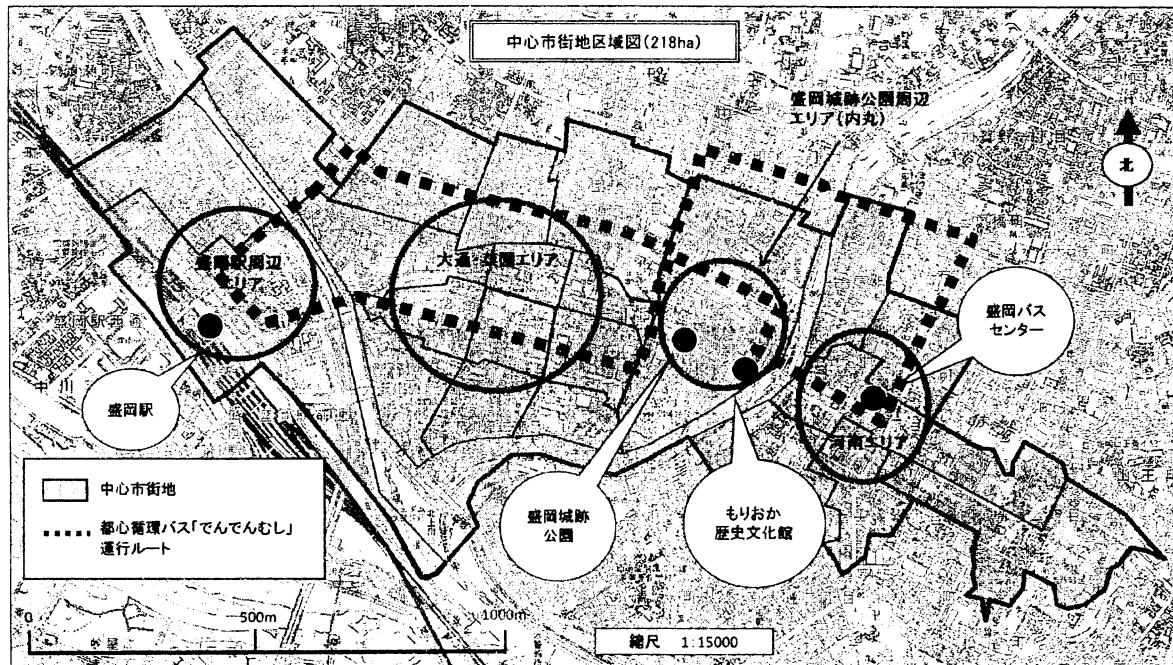 中心市街地区域図(218ha)
盛岡城跡公園周辺
エリア(内丸)
北
盛岡駅周辺
エリア
大通・菜園エリア
盛岡バス
センター
盛岡駅
河南エリア
盛岡城跡
公園
もりおか
歴史文化館
中心市街地
都心循環バス「でんでんむし」
運行ルート
0
500m
1000m
縮尺 1:15000